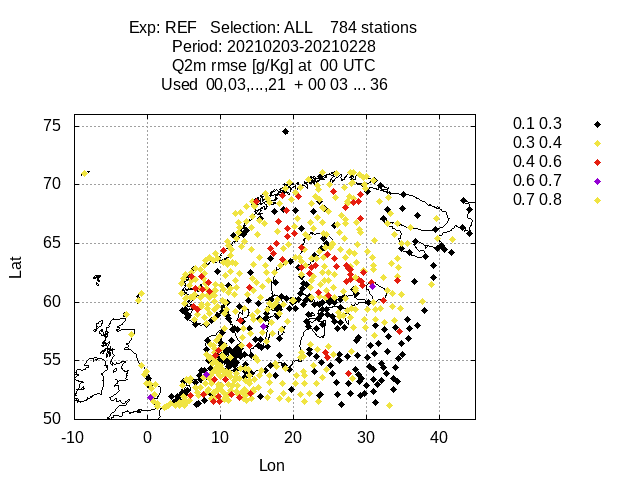 Exp: REF   Selection: ALL    784 stations
Period: 20210203-20210228
Q2m rmse [g/Kg] at  00 UTC
Used  00,03,...,21  + 00 03 ... 36
0.1 0.3
0.3 0.4
0.4 0.6
0.6 0.7
0.7 0.8
75
70
65
60
55
50
Lat
-10 0 10 20 30 40
Lon